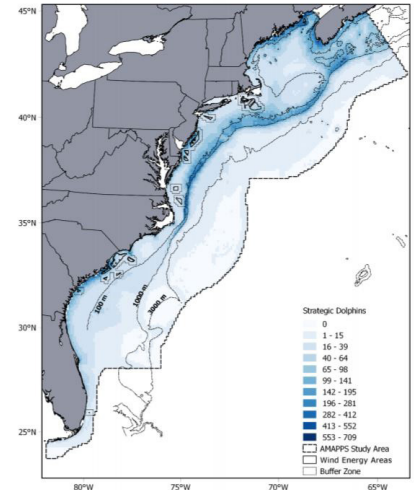 45°N
40°N
35°N
30°N
25°N
100 m
1000 m
3000 m
Strategic Dolphins
0
1 - 15
16 - 39
40 - 64
65 - 98
99 - 141
142 - 195
196 - 281
282 - 412
413 - 552
553 - 709
AMAPPS Study Area
Wind Energy Areas
Buffer Zone
80°W 75°W 70°W 65°W